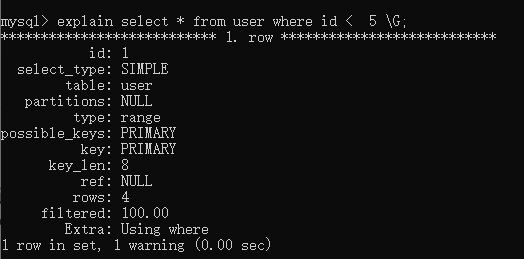 mysql> explain select * from user where id <  5 \G;
*************************** 1. row ***************************
           id: 1
  select_type: SIMPLE
        table: user
   partitions: NULL
         type: range
possible_keys: PRIMARY
          key: PRIMARY
      key_len: 8
          ref: NULL
         rows: 4
     filtered: 100.00
        Extra: Using where
1 row in set, 1 warning (0.00 sec)